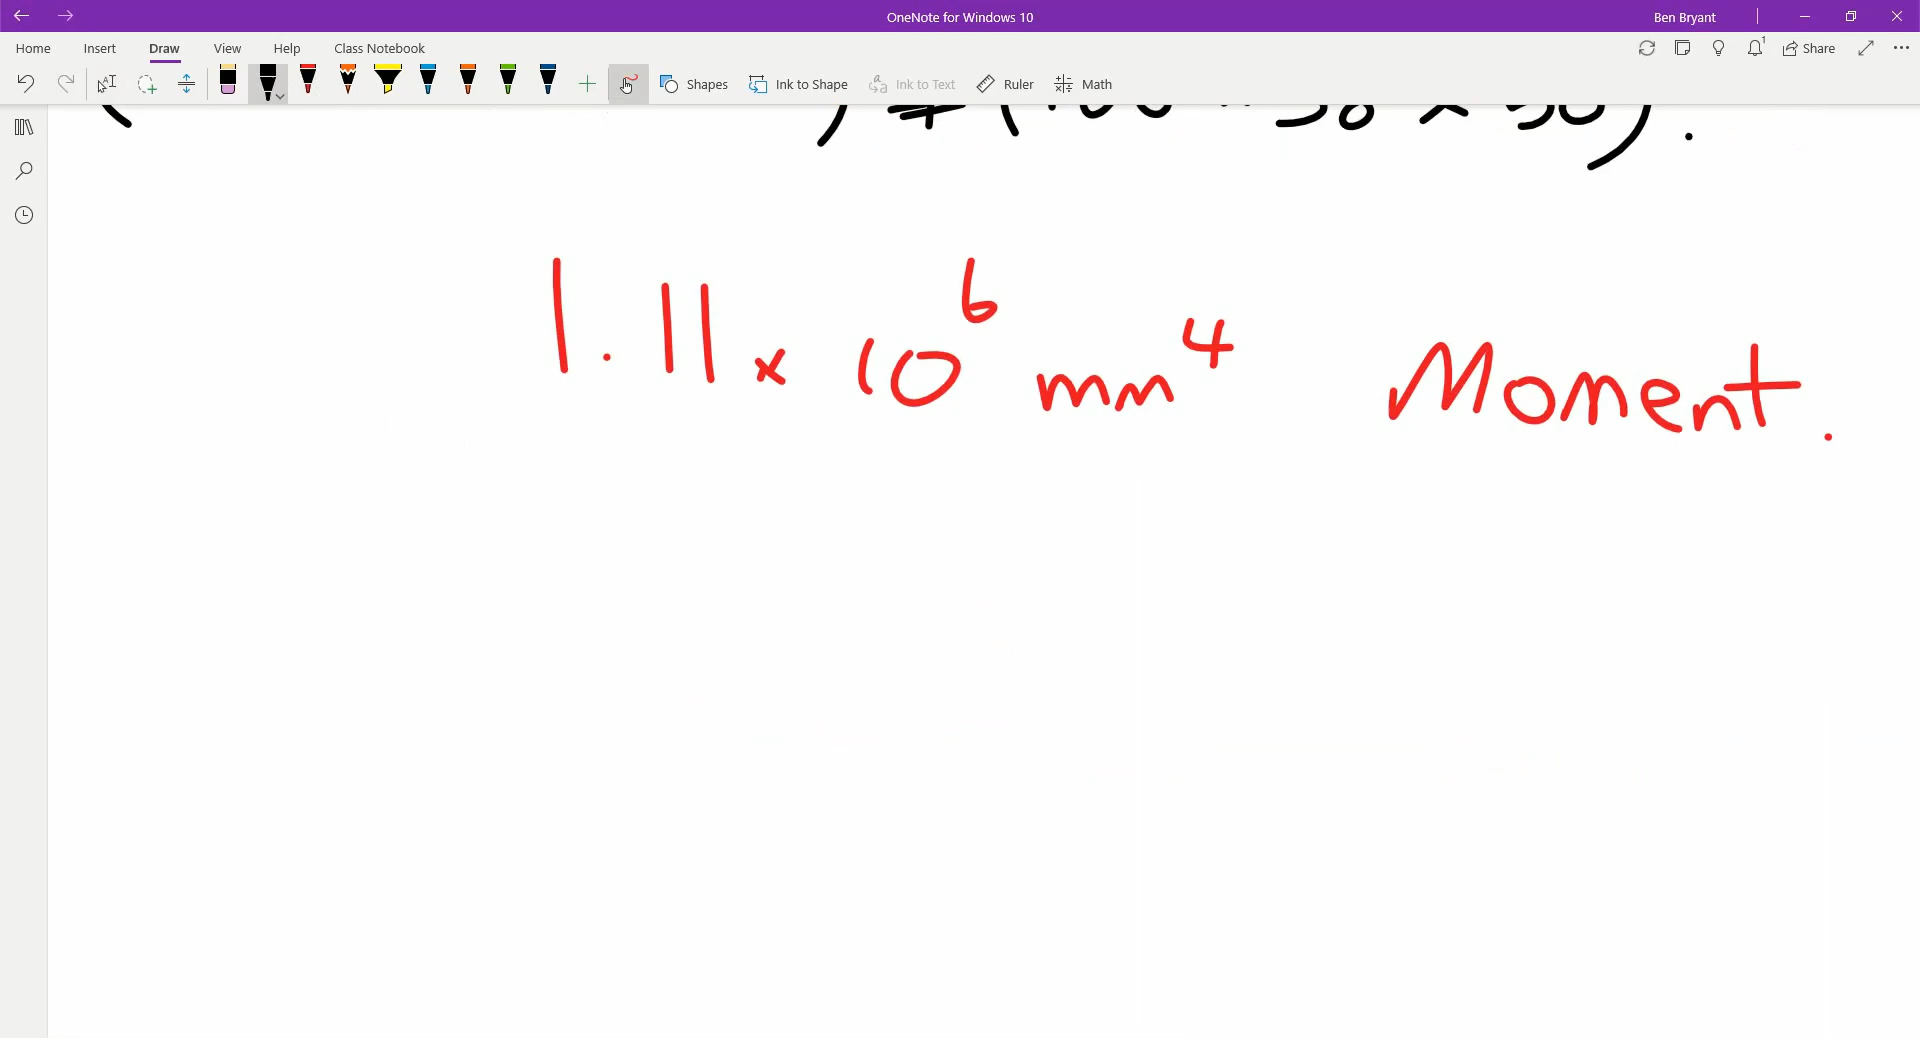 OneNote for Windows 10
Ben Bryant
Home Insert Draw View Help Class Notebook
1
Share
Shapes Ink to Shape Ink to Text Ruler Math
1.11 x 10^6 mm^4 Moment.